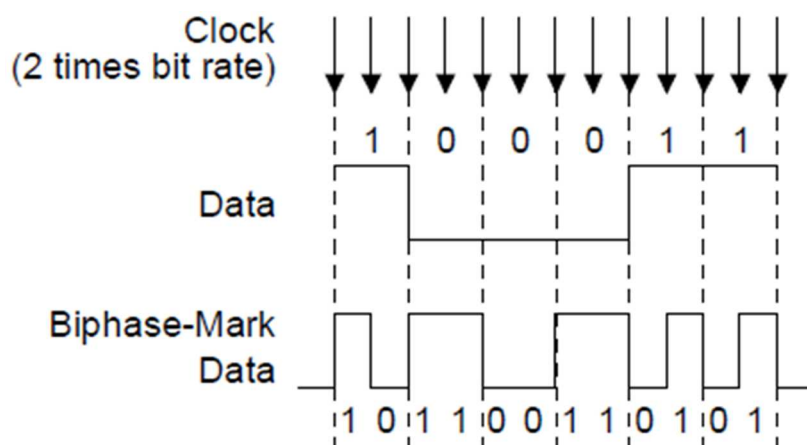 Clock
(2 times bit rate)
1 0 0 0 1 1
Data
Biphase-Mark
Data
1 0 1 1 0 0 1 1 0 1 0 1